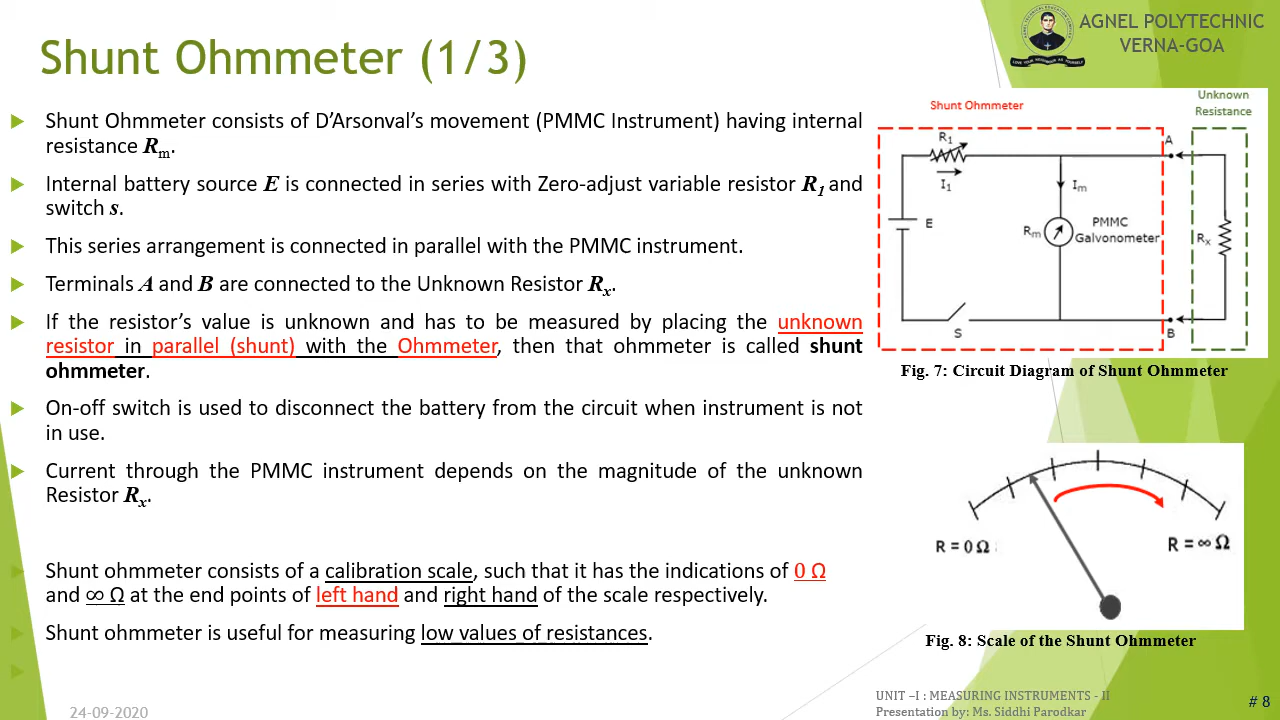 Shunt Ohmmeter (1/3)
AGNEL POLYTECHNIC
VERNA-GOA
Shunt Ohmmeter consists of D’Arsonval’s movement (PMMC Instrument) having internal
resistance Rm.
Internal battery source E is connected in series with Zero-adjust variable resistor R1 and
switch s.
This series arrangement is connected in parallel with the PMMC instrument.
Terminals A and B are connected to the Unknown Resistor Rx.
If the resistor’s value is unknown and has to be measured by placing the unknown
resistor in parallel (shunt) with the Ohmmeter, then that ohmmeter is called shunt
ohmmeter.
On-off switch is used to disconnect the battery from the circuit when instrument is not
in use.
Current through the PMMC instrument depends on the magnitude of the unknown
Resistor Rx.
Shunt ohmmeter consists of a calibration scale, such that it has the indications of 0 Ω
and ∞ Ω at the end points of left hand and right hand of the scale respectively.
Shunt ohmmeter is useful for measuring low values of resistances.
Shunt Ohmmeter
Unknown
Resistance
R1
A
I1
Im
E
Rm
PMMC
Galvonometer
Rx
S
B
Fig. 7: Circuit Diagram of Shunt Ohmmeter
R = 0 Ω
R = ∞ Ω
Fig. 8: Scale of the Shunt Ohmmeter
24-09-2020
UNIT –I : MEASURING INSTRUMENTS - II
Presentation by: Ms. Siddhi Parodkar
# 8